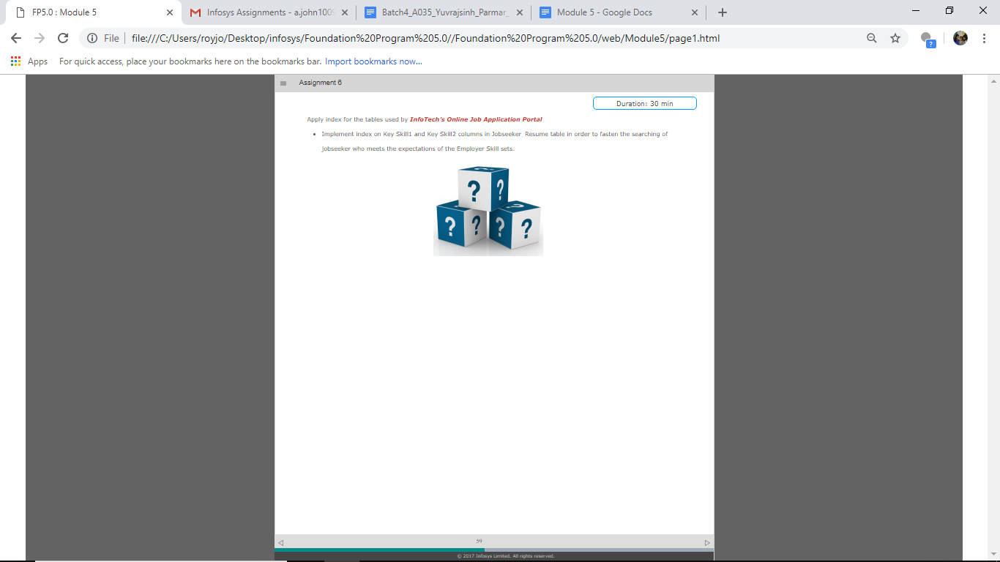 FP5.0 : Module 5
Infosys Assignments - a.john1009
Batch4_A035_Yuvrajsinh_Parmar_
Module 5 - Google Docs
File
file:///C:/Users/royjo/Desktop/infosys/Foundation%20Program%205.0//Foundation%20Program%205.0/web/Module5/page1.html
Apps
For quick access, place your bookmarks here on the bookmarks bar. Import bookmarks now...
Assignment 6
Duration: 30 min
Apply index for the tables used by InfoTech's Online Job Application Portal
• Implement index on Key Skill1 and Key Skill2 columns in Jobseeker_Resume table in order to fasten the searching of
jobseeker who meets the expectations of the Employer Skill sets.
? ?
? ? ? ?
59
© 2017 Infosys Limited. All rights reserved.